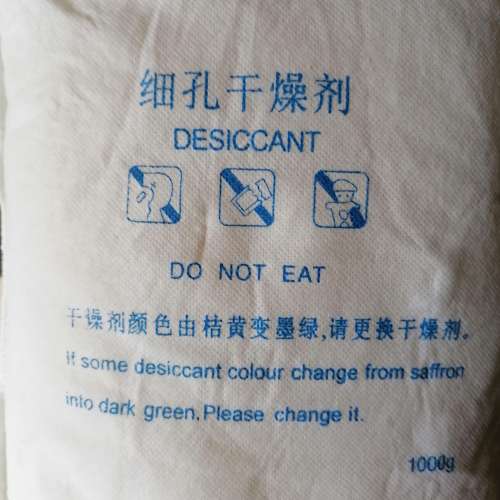 细孔干燥剂
DESICCANT
DO NOT EAT
干燥剂颜色由桔黄变墨绿,请更换干燥剂。
If some desiccant colour change from saffron
into dark green. Please change it.
1000g